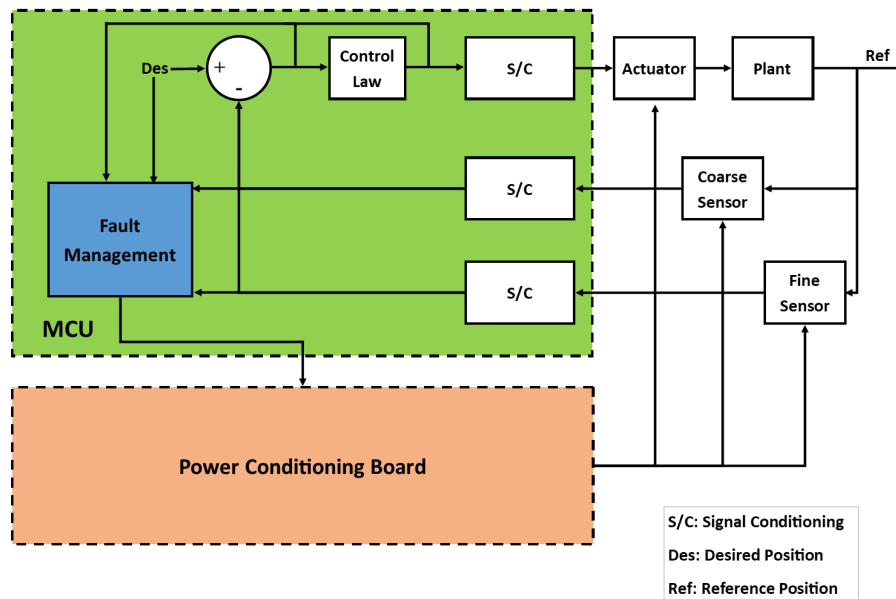 Des
+
-
Control
Law
S/C
Actuator
Plant
Ref
Fault
Management
S/C
Coarse
Sensor
S/C
Fine
Sensor
MCU
Power Conditioning Board
S/C: Signal Conditioning
Des: Desired Position
Ref: Reference Position